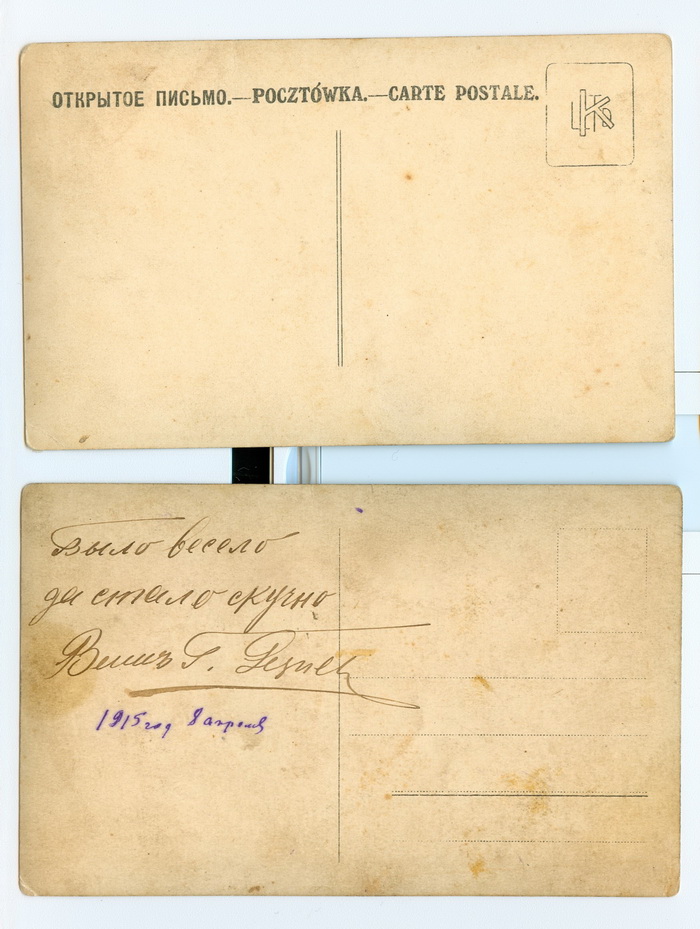 ОТКРЫТОЕ ПИСЬМО.—POCZTÓWKA.—CARTE POSTALE.
Было весело
да стало скучно
Г.
1915 год 8 апреля